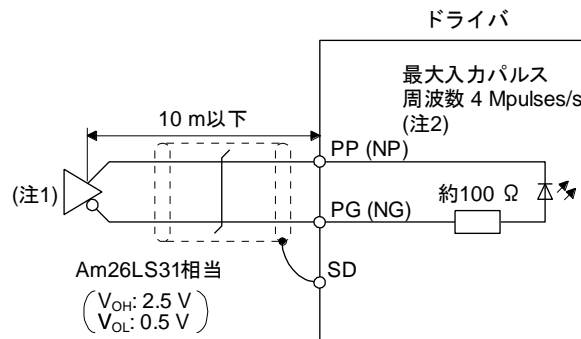 ドライバ
最大入力パルス
周波数 4 Mpulses/s
(注2)
10 m以下
PP (NP)
(注1)
約100 Ω
PG (NG)
Am26LS31相当
SD
VOH: 2.5 V
VOL: 0.5 V